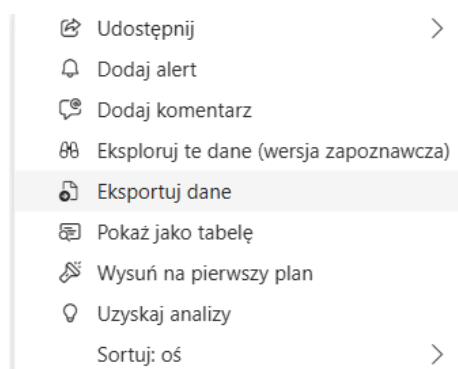 Udostępnij
Dodaj alert
Dodaj komentarz
Eksploruj te dane (wersja zapoznawcza)
Eksportuj dane
Pokaż jako tabelę
Wysuń na pierwszy plan
Uzyskaj analizy
Sortuj: oś